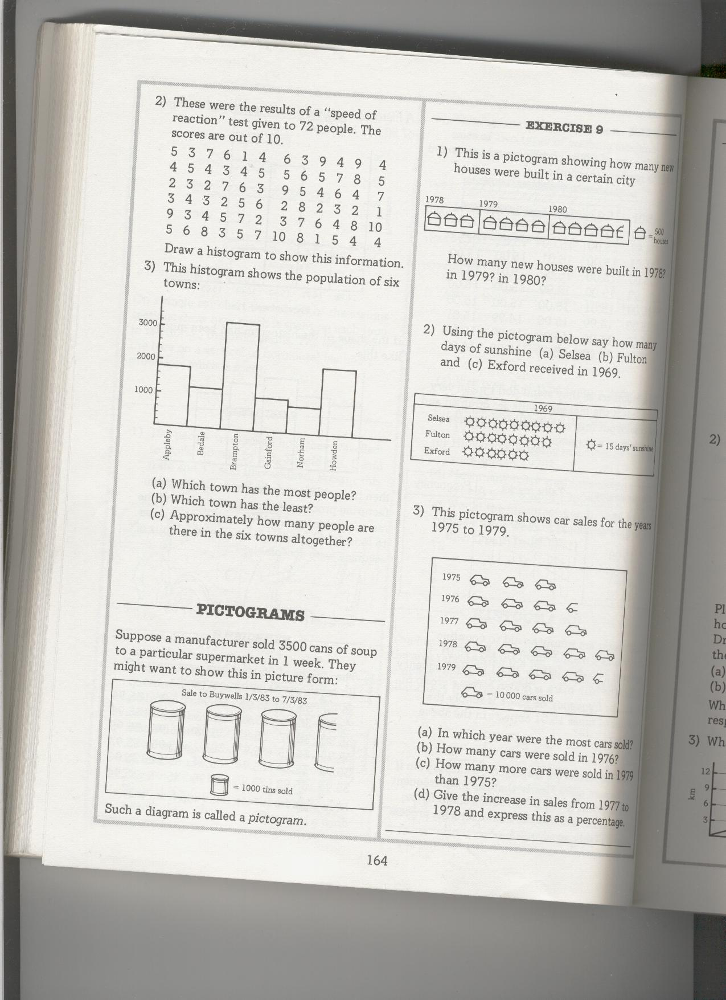 2) These were the results of a "speed of
reaction" test given to 72 people. The
scores are out of 10.
5 3 7 6 1 4 6 3 9 4 9 4
4 5 4 3 4 5 5 6 5 7 8 5
2 3 2 7 6 3 9 5 4 6 4 7
3 4 3 2 5 6 2 8 2 3 2 1
9 3 4 5 7 2 3 7 6 4 8 10
5 6 8 3 5 7 10 8 1 5 4 4
Draw a histogram to show this information.
3) This histogram shows the population of six
towns:
3000
2000
1000
Appleby
Bedale
Brampton
Gainford
Norham
Howden
(a) Which town has the most people?
(b) Which town has the least?
(c) Approximately how many people are
there in the six towns altogether?
PICTOGRAMS
Suppose a manufacturer sold 3500 cans of soup
to a particular supermarket in 1 week. They
might want to show this in picture form:
Sale to Buywells 1/3/83 to 7/3/83
= 1000 tins sold
Such a diagram is called a pictogram.
EXERCISE 9
1) This is a pictogram showing how many new
houses were built in a certain city
1978 1979 1980
= 500
houses
How many new houses were built in 1978?
in 1979? in 1980?
2) Using the pictogram below say how many
days of sunshine (a) Selsea (b) Fulton
and (c) Exford received in 1969.
1969
Selsea
Fulton
Exford
= 15 days' sunshine
3) This pictogram shows car sales for the years
1975 to 1979.
1975
1976
1977
1978
1979
= 10 000 cars sold
(a) In which year were the most cars sold?
(b) How many cars were sold in 1976?
(c) How many more cars were sold in 1979
than 1975?
(d) Give the increase in sales from 1977 to
1978 and express this as a percentage.
164
2)
(a)
(b)
3)
12
9
6
3
km